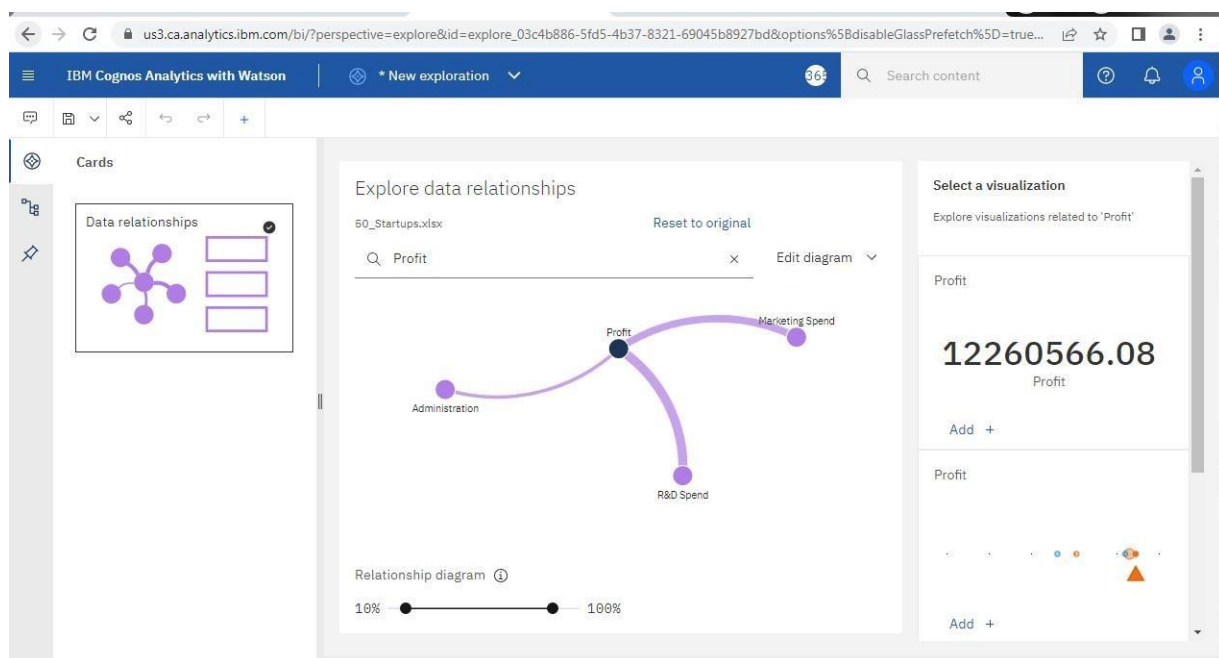 us3.ca.analytics.ibm.com/bi/?perspective=explore&id=explore_03c4b886-5fd5-4b37-8321-69045b8927bd&options%5BdisableGlassPrefetch%5D=true...
IBM Cognos Analytics with Watson
* New exploration
Search content
Cards
Data relationships
Explore data relationships
50_Startups.xlsx
Reset to original
Profit
Edit diagram
Profit
Marketing Spend
Administration
R&D Spend
Relationship diagram
10%
100%
Select a visualization
Explore visualizations related to 'Profit'
Profit
12260566.08
Profit
Add +
Profit
Add +